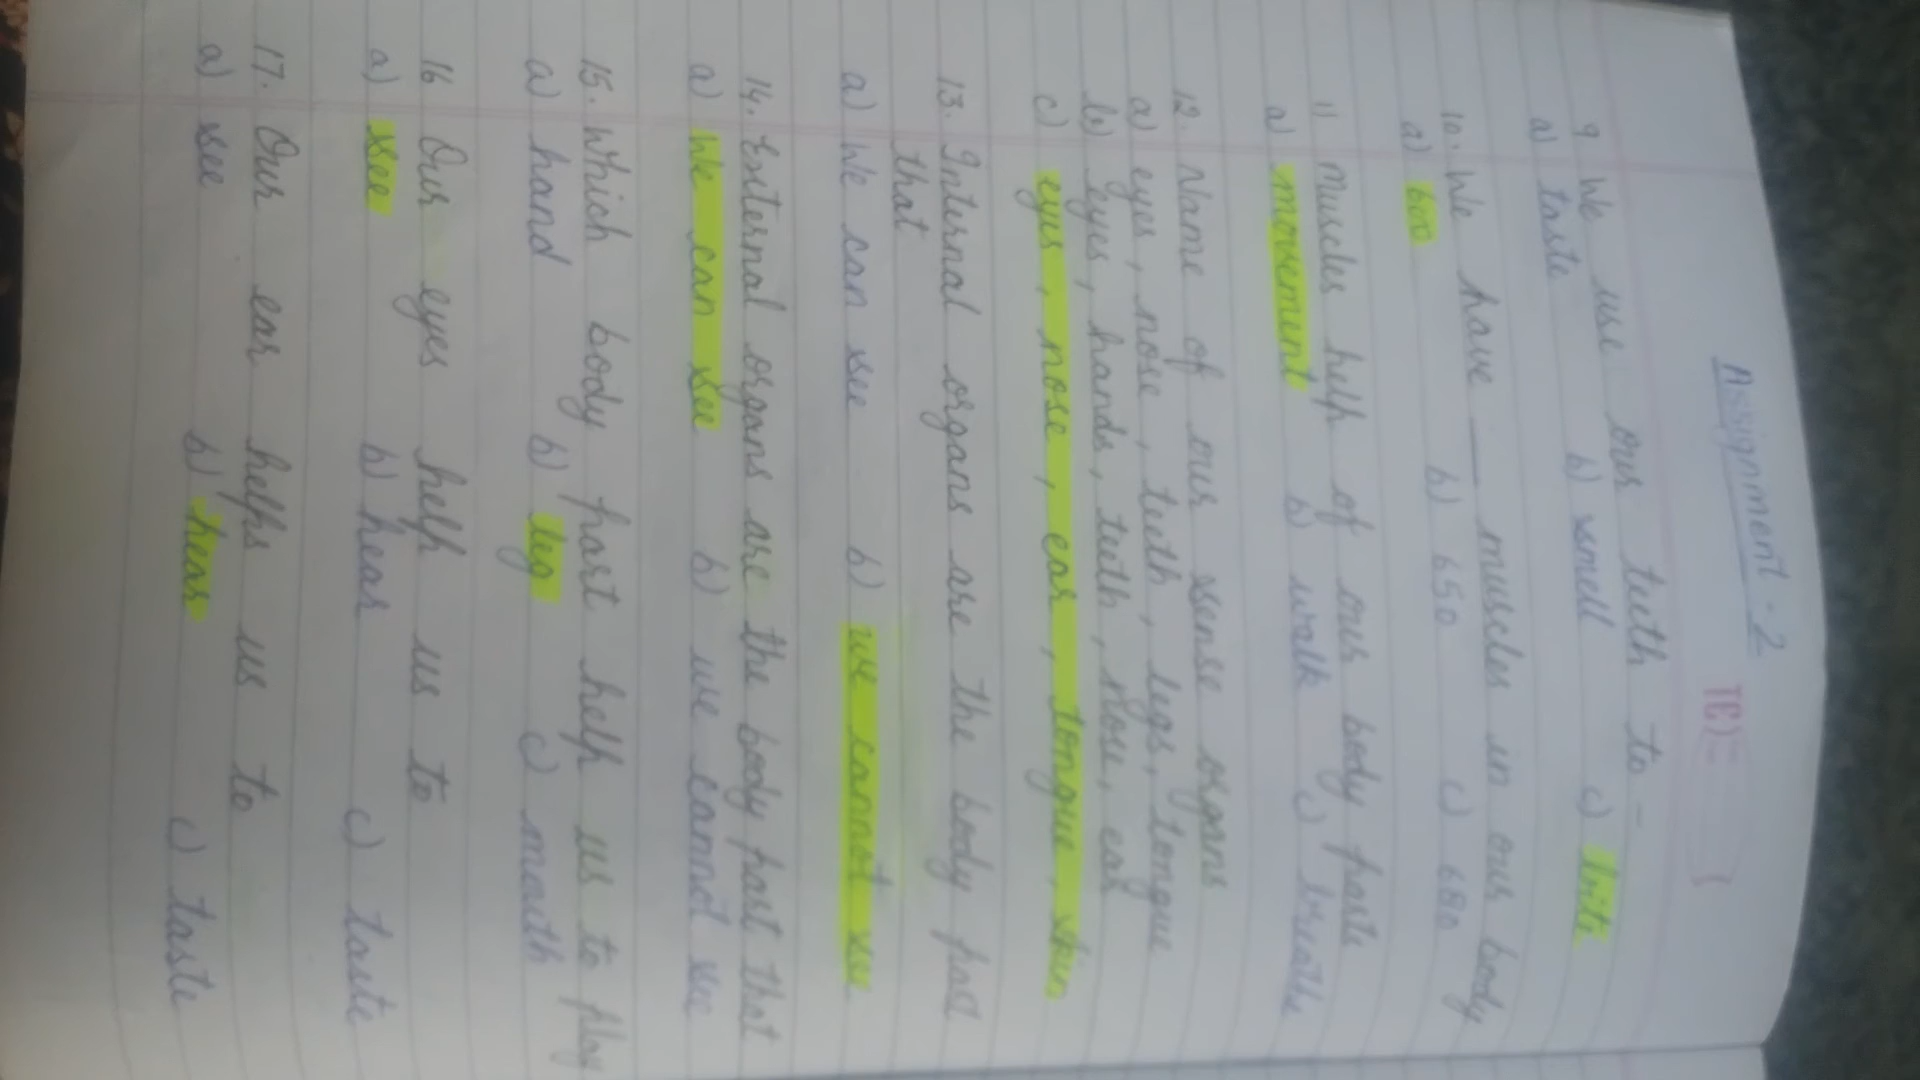 Assignment - 2
9 We use our teeth to -
a) taste b) smell c) bite
10. We have ___ muscles in our body
a) 600 b) 650 c) 680
11 Muscles help of our body parts
a) movement b) walk c) breathe
12. Name of our sense organs
a) eyes, nose, teeth, legs, tongue
b) eyes, hands, teeth, nose, ear
c) eyes, nose, ear, tongue, skin
13. Internal organs are the body part
that
a) We can see b) we cannot see
14. External organs are the body part that
a) We can see b) we cannot see
15. Which body part help us to play
a) hand b) leg c) mouth
16 Our eyes help us to
a) see b) hear c) taste
17. Our ear helps us to
a) see b) hear c) taste